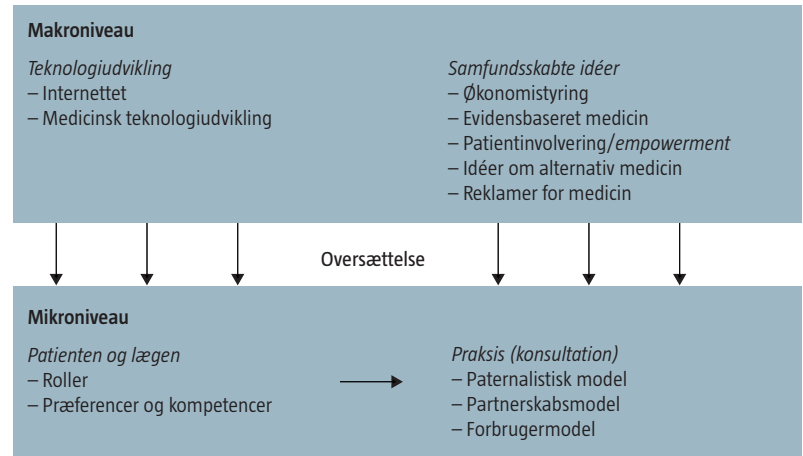 Makroniveau
Teknologiudvikling
– Internettet
– Medicinsk teknologiudvikling
Samfundsskabte idéer
– Økonomistyring
– Evidensbaseret medicin
– Patientinvolvering/empowerment
– Idéer om alternativ medicin
– Reklamer for medicin
Oversættelse
Mikroniveau
Patienten og lægen
– Roller
– Præferencer og kompetencer
Praksis (konsultation)
– Paternalistisk model
– Partnerskabsmodel
– Forbrugermodel